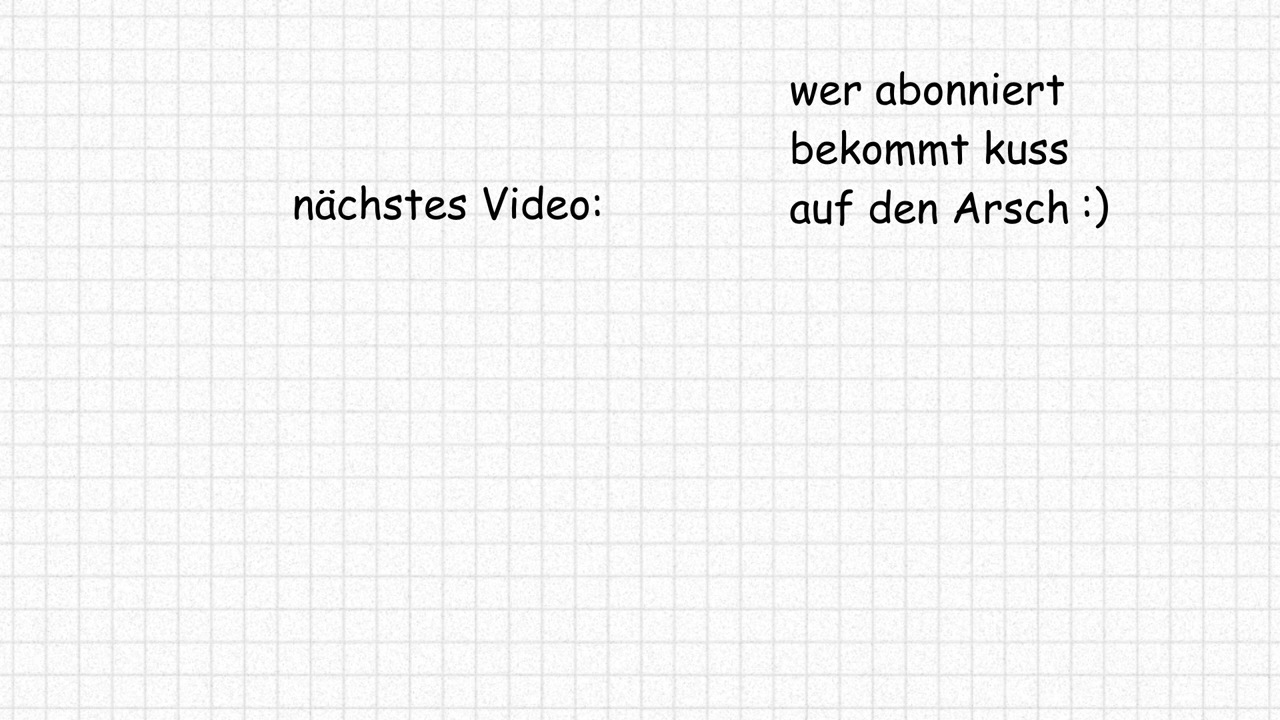 nächstes Video:
wer abonniert
bekommt kuss
auf den Arsch :)